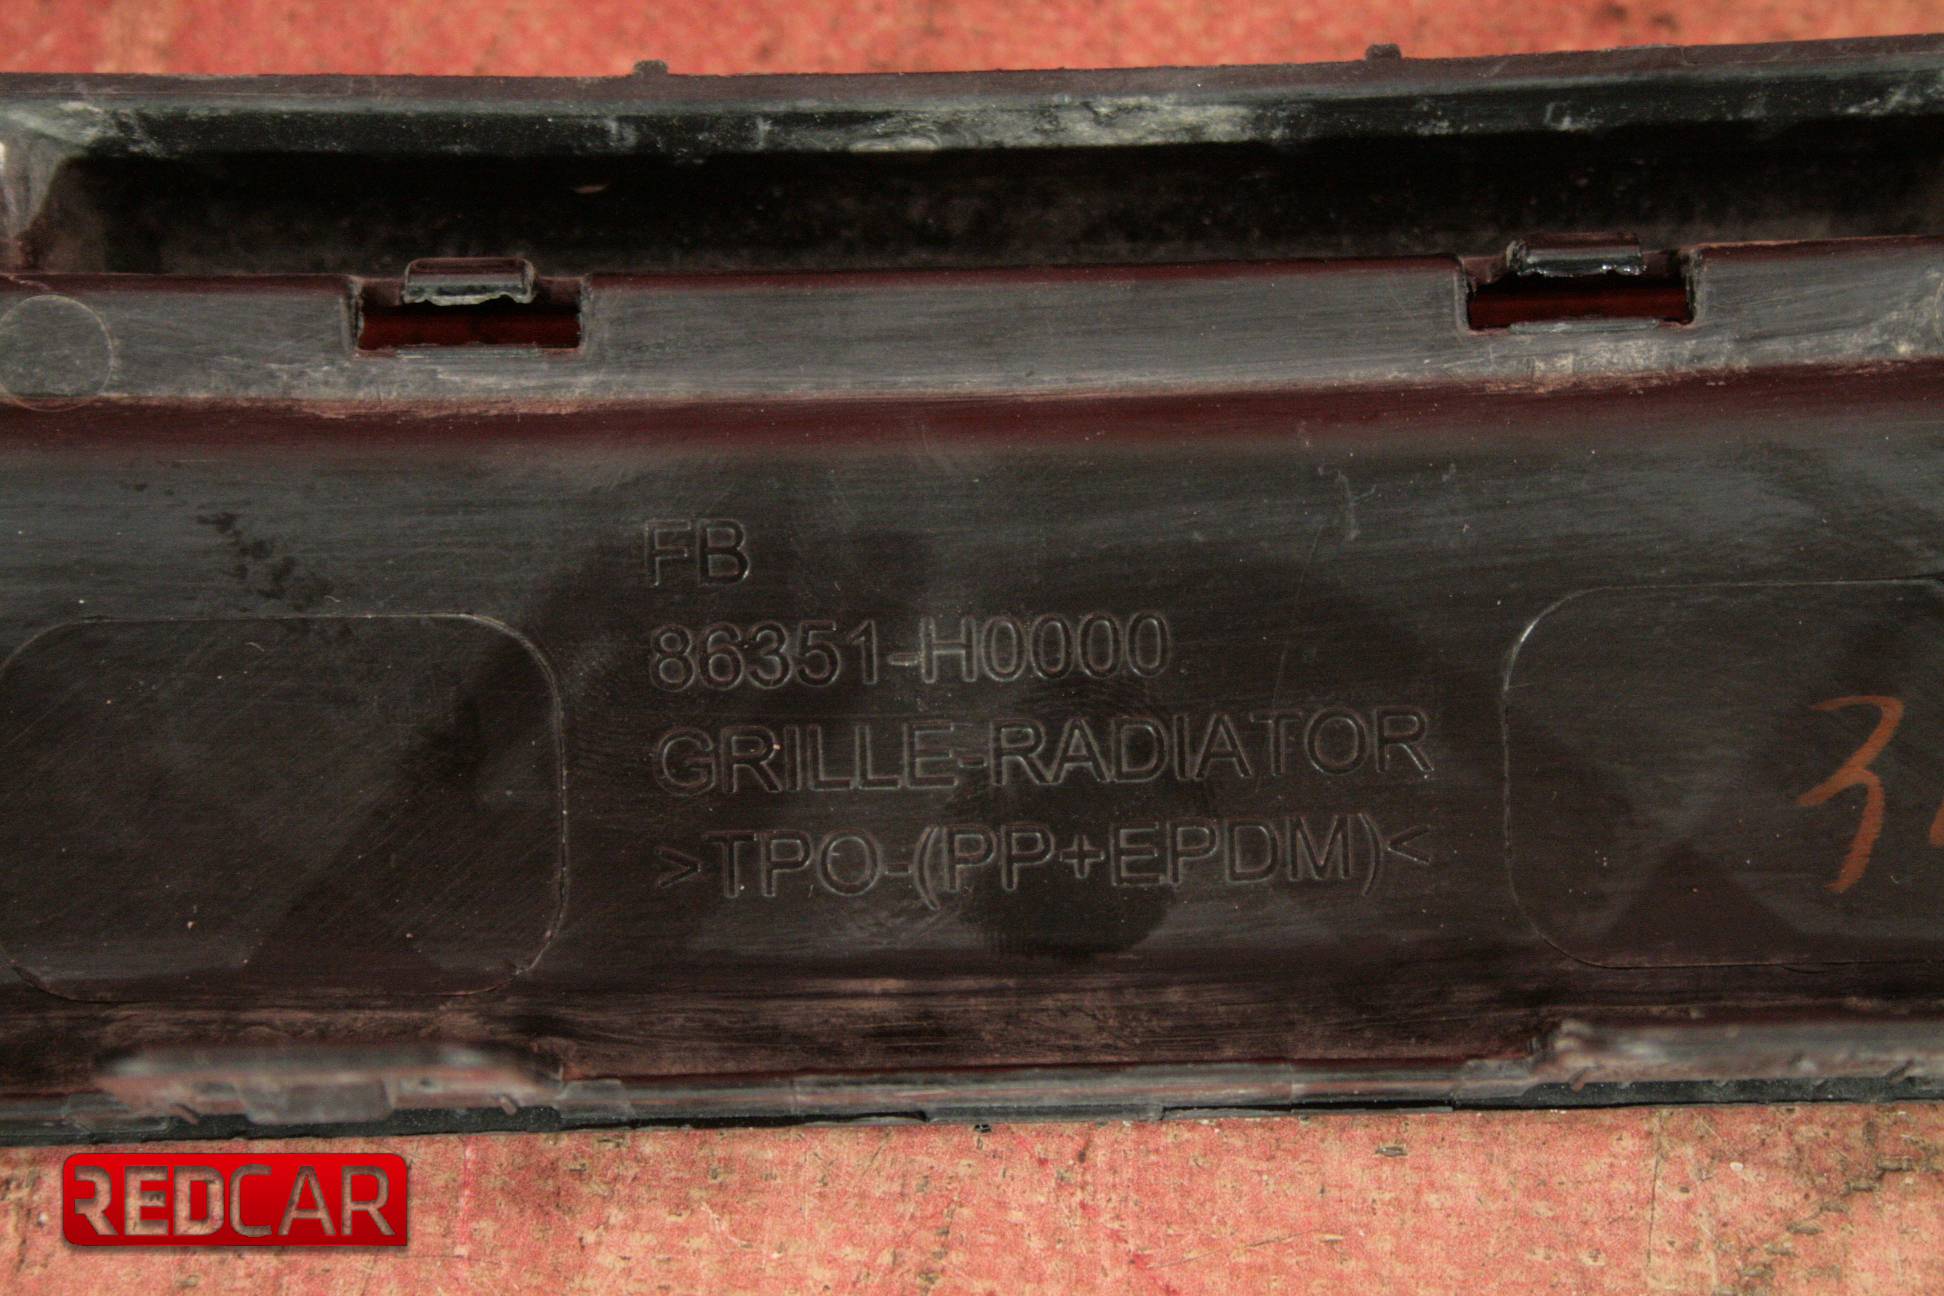 FB
86351-H0000
GRILLE-RADIATOR
>TPO-(PP+EPDM)<
REDCAR